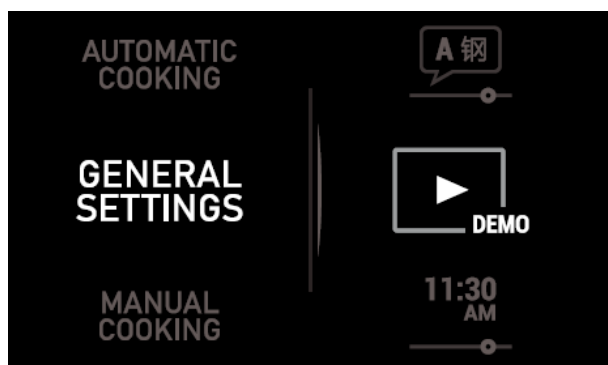 AUTOMATIC
COOKING
GENERAL
SETTINGS
MANUAL
COOKING
A 钢
DEMO
11:30
AM